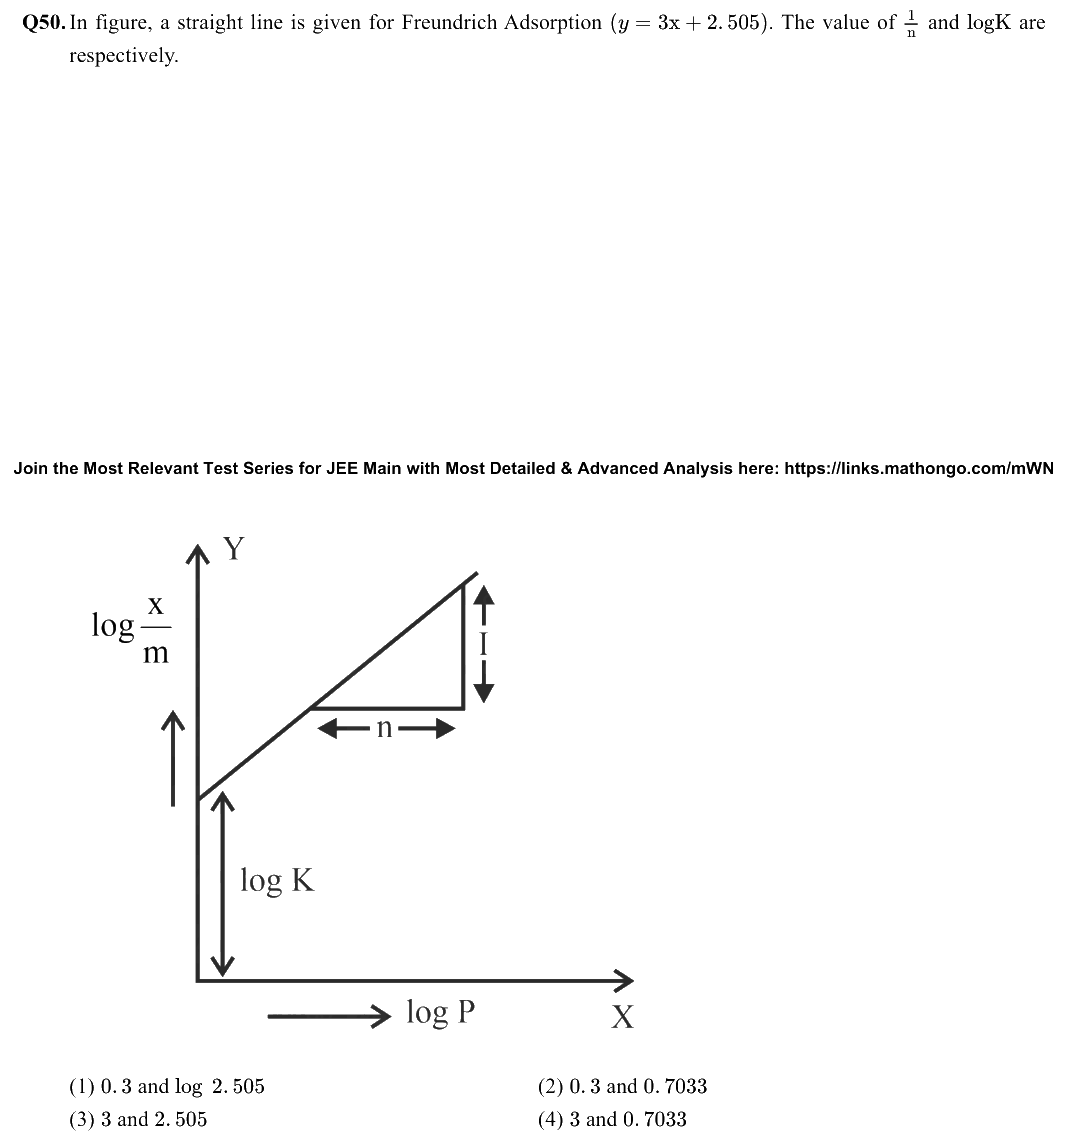 Q50. In figure, a straight line is given for Freundrich Adsorption (y = 3x + 2. 505). The value of 1/n and logK are
respectively.
Join the Most Relevant Test Series for JEE Main with Most Detailed & Advanced Analysis here: https://links.mathongo.com/mWN
Y
log x/m
I
n
log K
log P
X
(1) 0. 3 and log 2. 505
(2) 0. 3 and 0. 7033
(3) 3 and 2. 505
(4) 3 and 0. 7033